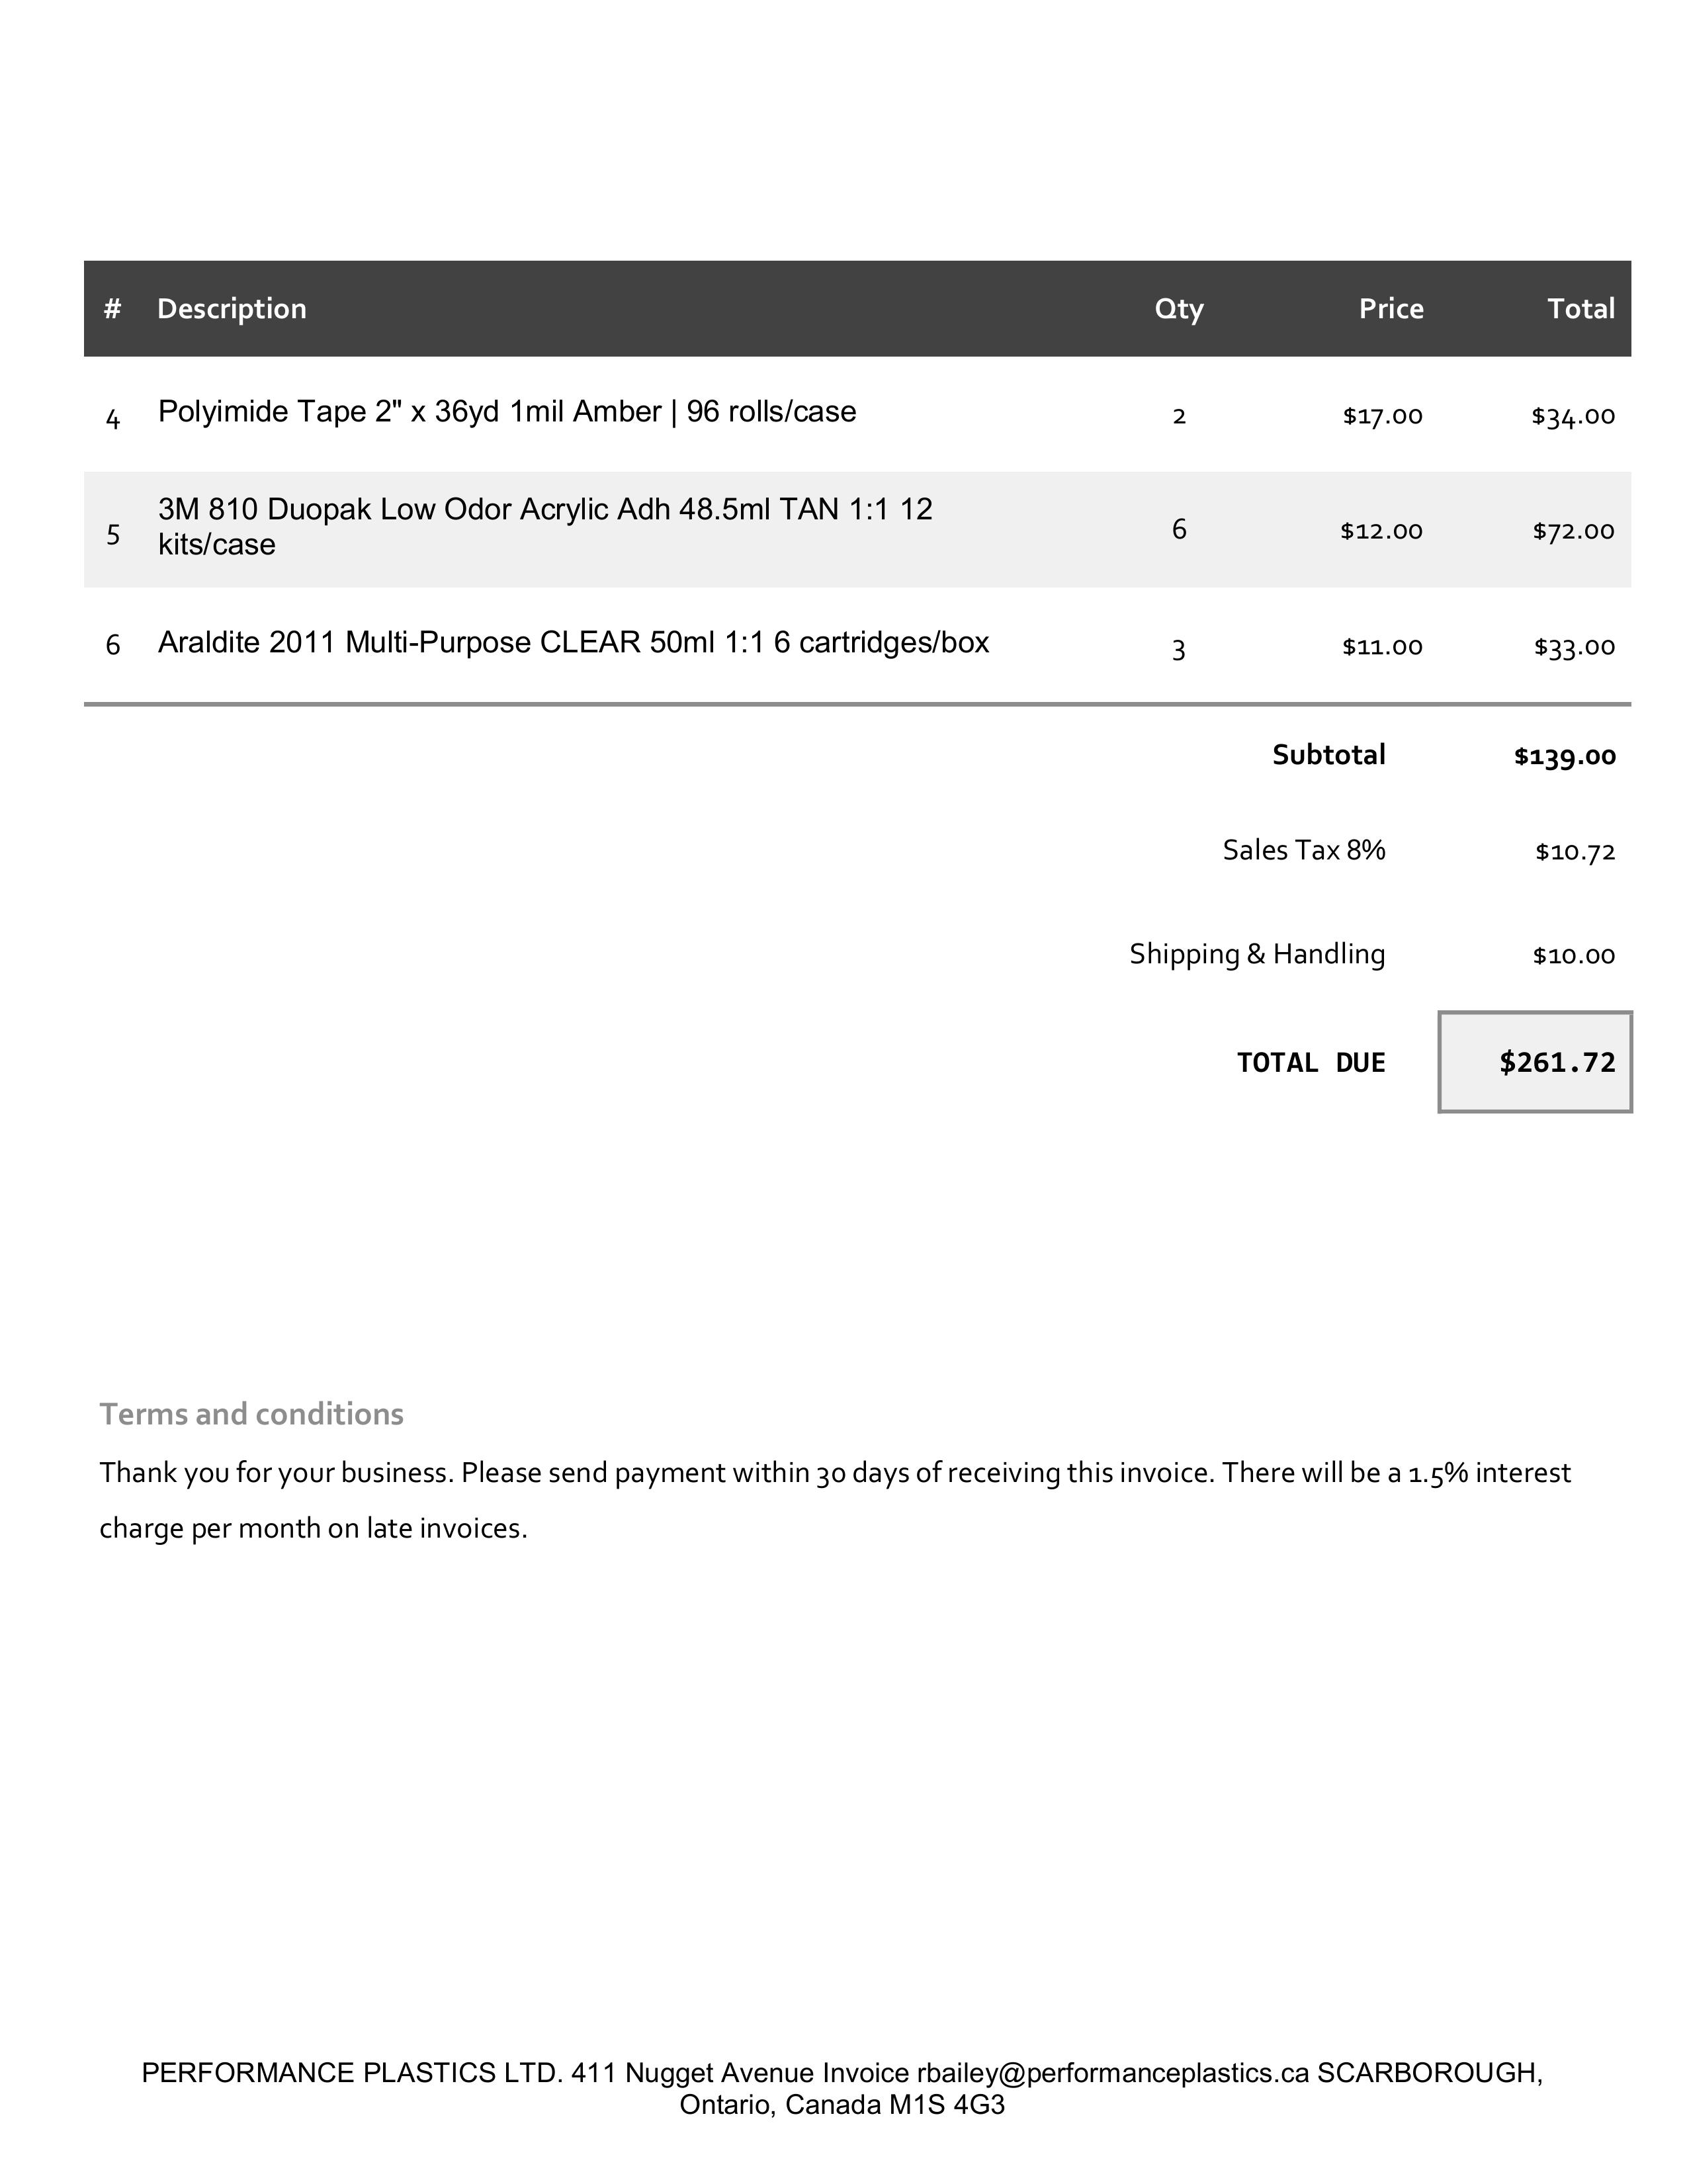 # Description Qty Price Total
4 Polyimide Tape 2" x 36yd 1mil Amber | 96 rolls/case 2 $17.00 $34.00
3M 810 Duopak Low Odor Acrylic Adh 48.5ml TAN 1:1 12
5 kits/case 6 $12.00 $72.00
6 Araldite 2011 Multi-Purpose CLEAR 50ml 1:1 6 cartridges/box 3 $11.00 $33.00
Subtotal $139.00
Sales Tax 8% $10.72
Shipping & Handling $10.00
TOTAL DUE $261.72
Terms and conditions
Thank you for your business. Please send payment within 30 days of receiving this invoice. There will be a 1.5% interest
charge per month on late invoices.
PERFORMANCE PLASTICS LTD. 411 Nugget Avenue Invoice rbailey@performanceplastics.ca SCARBOROUGH,
Ontario, Canada M1S 4G3